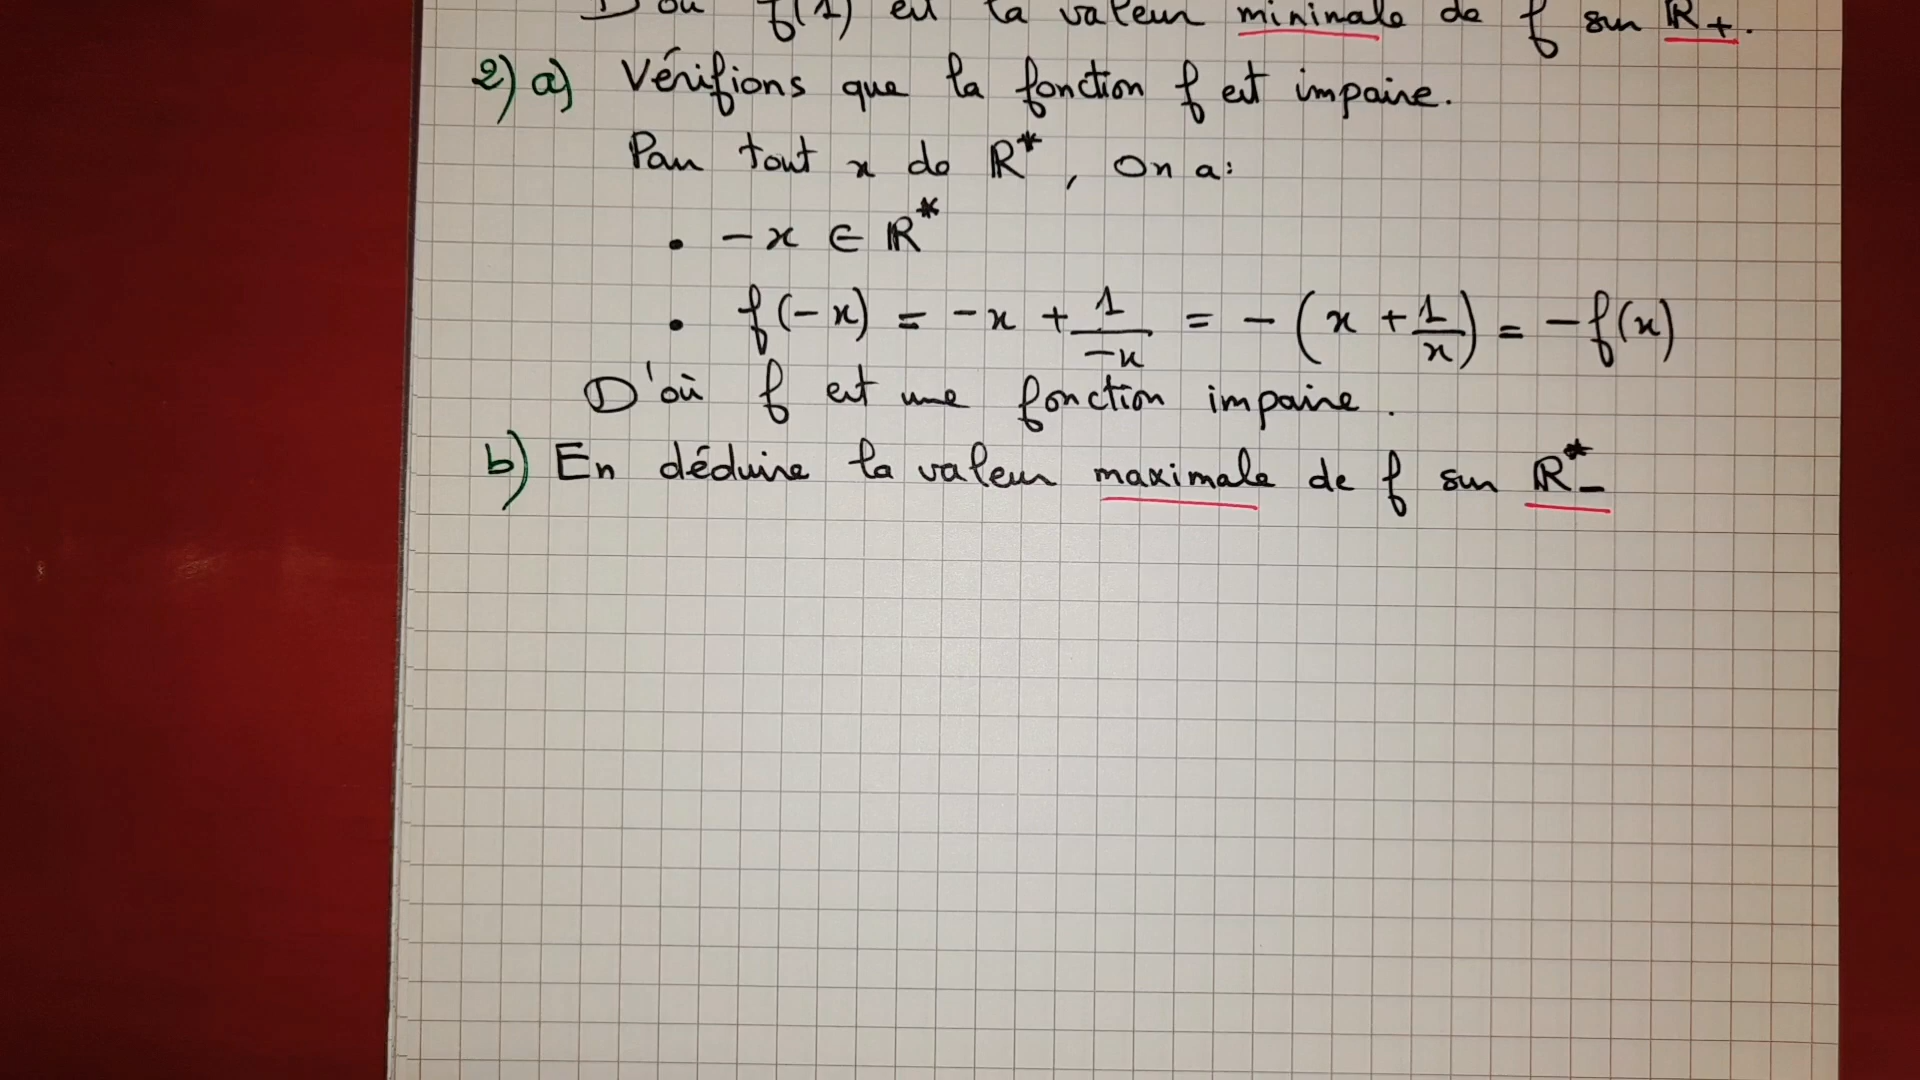 D'où f(1) est la valeur minimale de f sur ℝ+.
2) a) Vérifions que la fonction f est impaire.
Pour tout x de ℝ*, On a:
• -x ∈ ℝ*
• f(-x) = -x + 1/-x = -(x + 1/x) = -f(x)
D'où f est une fonction impaire.
b) En déduire la valeur maximale de f sur ℝ*-